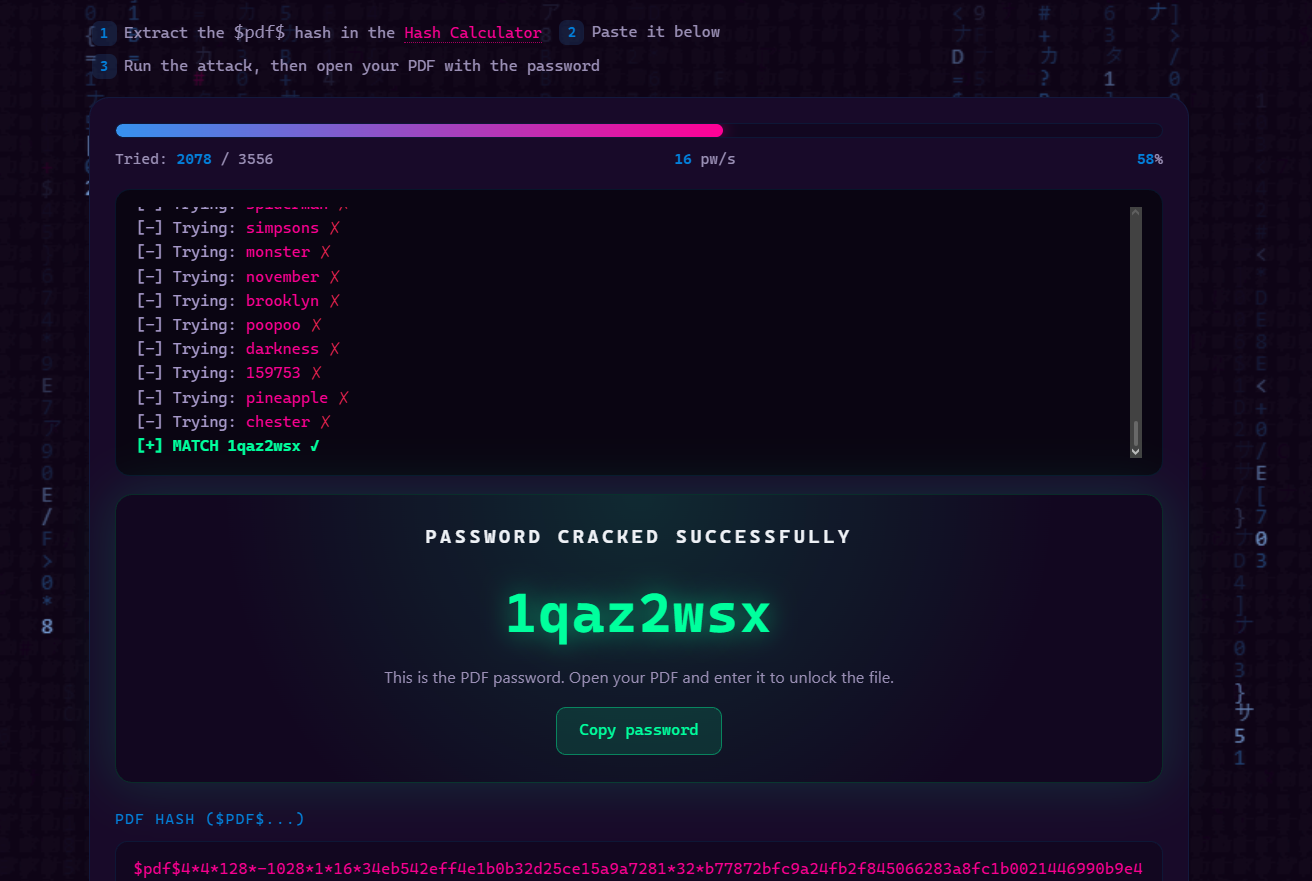 1 Extract the $pdf$ hash in the Hash Calculator 2 Paste it below
3 Run the attack, then open your PDF with the password
Tried: 2078 / 3556 16 pw/s 58%
[-] Trying: spiderman ✗
[-] Trying: simpsons ✗
[-] Trying: monster ✗
[-] Trying: november ✗
[-] Trying: brooklyn ✗
[-] Trying: poopoo ✗
[-] Trying: darkness ✗
[-] Trying: 159753 ✗
[-] Trying: pineapple ✗
[-] Trying: chester ✗
[+] MATCH 1qaz2wsx ✓
PASSWORD CRACKED SUCCESSFULLY
1qaz2wsx
This is the PDF password. Open your PDF and enter it to unlock the file.
Copy password
PDF HASH ($PDF$...)
$pdf$4*4*128*-1028*1*16*34eb542eff4e1b0b32d25ce15a9a7281*32*b77872bfc9a24fb2f845066283a8fc1b0021446990b9e4